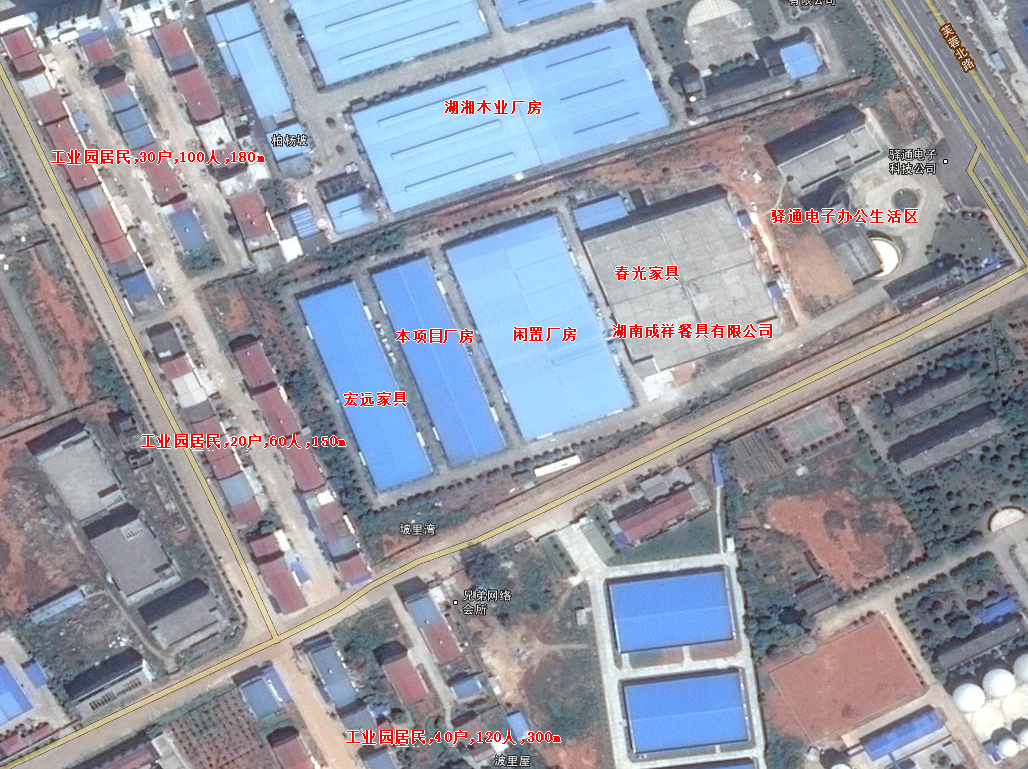 有限公司
芙蓉北路
湖湘木业厂房
柏杨坡
工业园居民,30户,100人,180m
驿通电子
科技公司
驿通电子办公生活区
春光家具
湖南成祥餐具有限公司
本项目厂房
闲置厂房
宏远家具
工业园居民,20户,60人,150m
坡里湾
兄弟网络
会所
工业园居民,40户,120人,300m
坡里屋